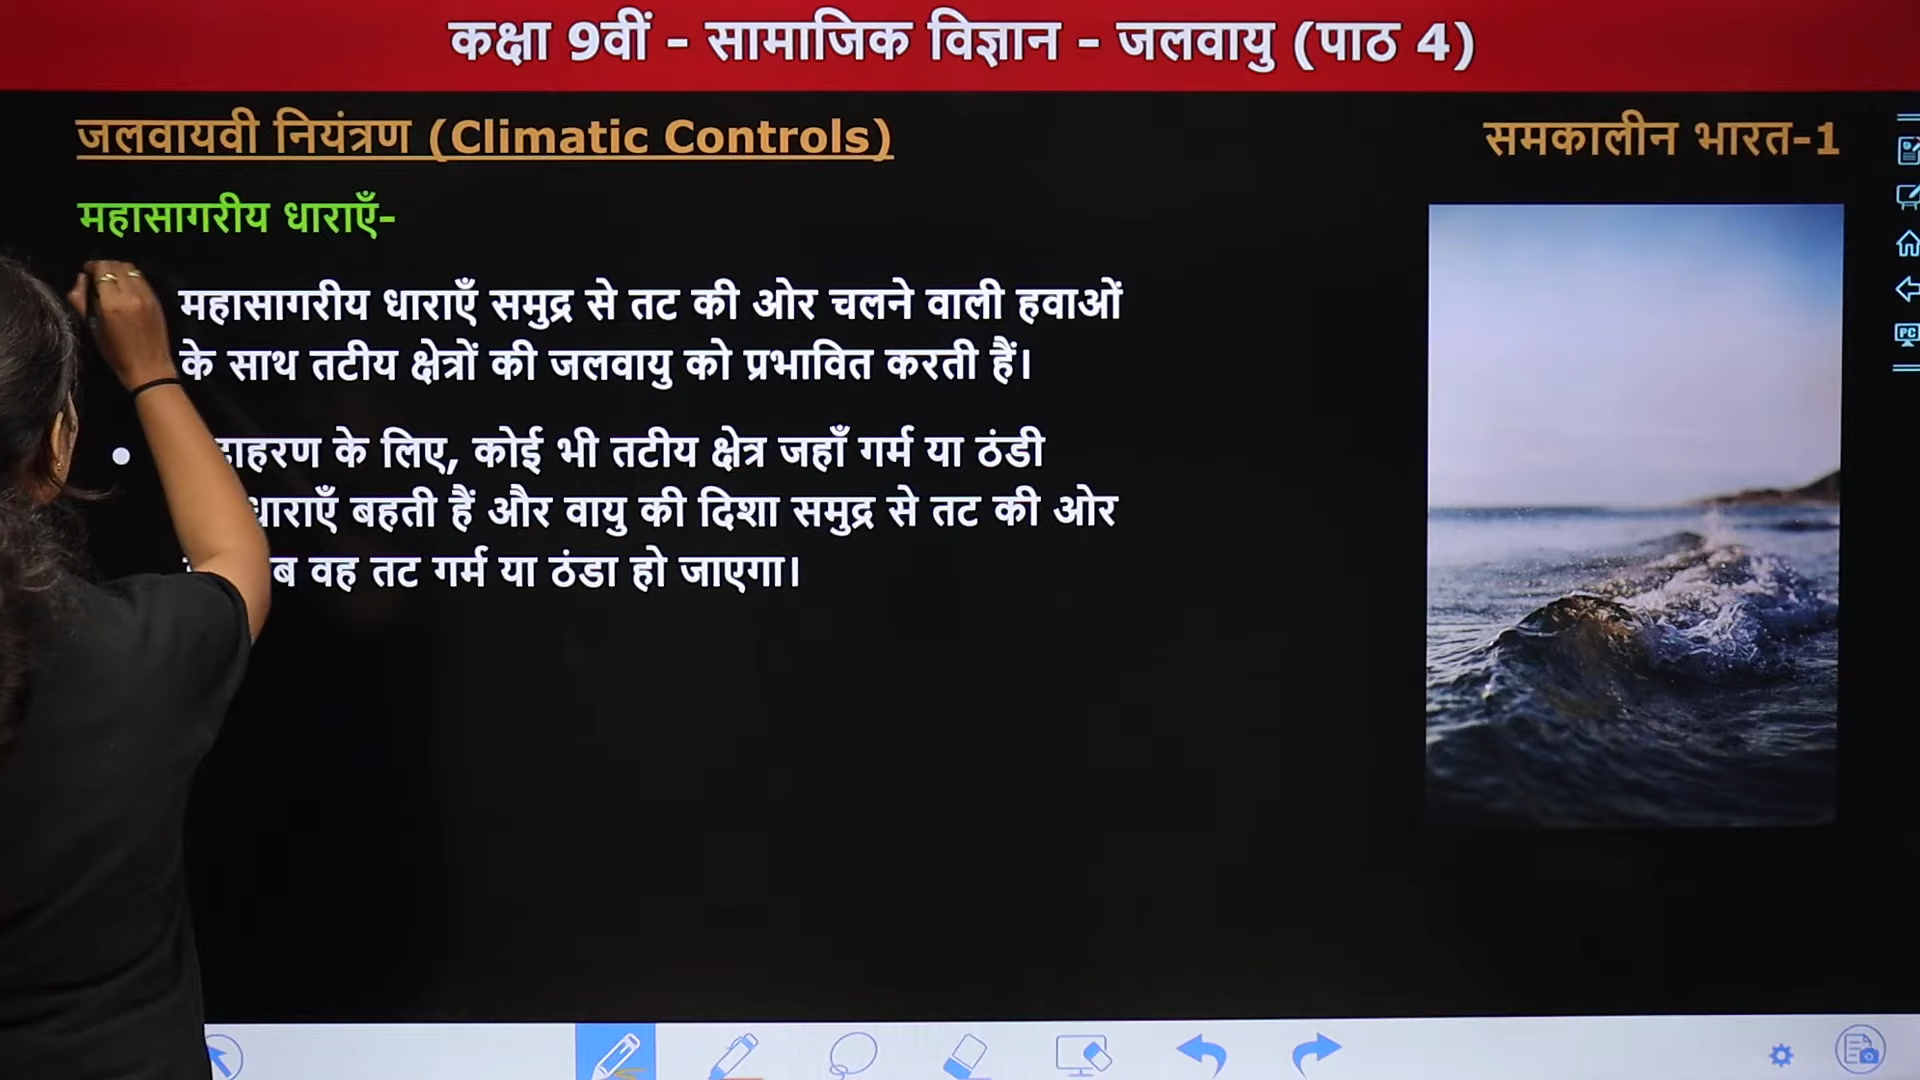 कक्षा 9वीं - सामाजिक विज्ञान - जलवायु (पाठ 4)
जलवायवी नियंत्रण (Climatic Controls)
समकालीन भारत-1
महासागरीय धाराएँ-
महासागरीय धाराएँ समुद्र से तट की ओर चलने वाली हवाओं
के साथ तटीय क्षेत्रों की जलवायु को प्रभावित करती हैं।
के लिए, कोई भी तटीय क्षेत्र जहाँ गर्म या ठंडी
धाराएँ बहती हैं और वायु की दिशा समुद्र से तट की ओर
वह तट गर्म या ठंडा हो जाएगा।
PC